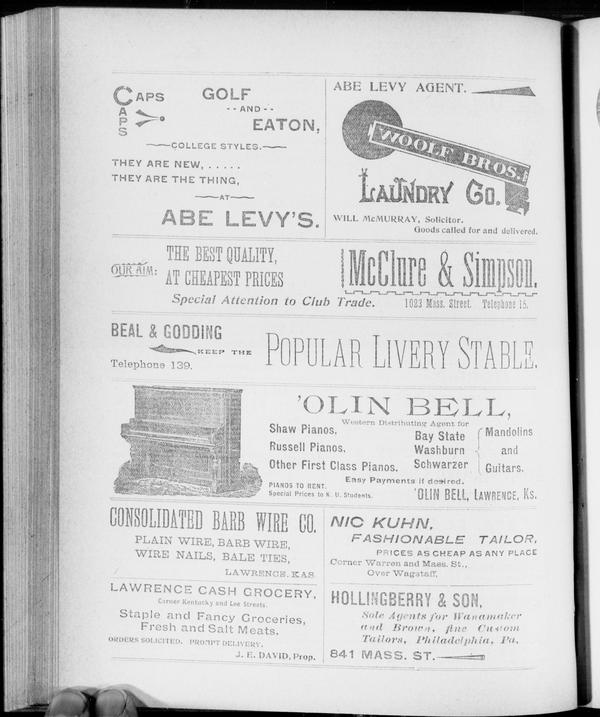 CAPS
CAPS
GOLF
--AND--
EATON,
COLLEGE STYLES.
THEY ARE NEW, . . . . .
THEY ARE THE THING,
AT
ABE LEVY'S.
ABE LEVY AGENT.
WOOLF BROS.
LAUNDRY CO.
WILL McMURRAY, Solicitor.
Goods called for and delivered.
OUR AIM:
THE BEST QUALITY,
AT CHEAPEST PRICES
McClure & Simpson.
Special Attention to Club Trade.
1023 Mass. Street. Telephone 15.
BEAL & GODDING
KEEP THE
Telephone 139.
POPULAR LIVERY STABLE.
'OLIN BELL,
Western Distributing Agent for
Shaw Pianos,
Russell Pianos,
Other First Class Pianos.
Bay State
Washburn
Schwarzer
Mandolins
and
Guitars.
Easy Payments if desired.
PIANOS TO RENT.
Special Prices to K. U. Students.
'OLIN BELL, LAWRENCE, Ks.
CONSOLIDATED BARB WIRE CO.
PLAIN WIRE, BARB WIRE,
WIRE NAILS, BALE TIES,
LAWRENCE, KAS
NIC KUHN,
FASHIONABLE TAILOR,
PRICES AS CHEAP AS ANY PLACE
Corner Warren and Mass. St.,
Over Wagstaff.
LAWRENCE CASH GROCERY,
Corner Kentucky and Lee Streets.
Staple and Fancy Groceries,
Fresh and Salt Meats.
ORDERS SOLICITED. PROMPT DELIVERY.
J. E. DAVID, Prop.
HOLLINGBERRY & SON,
Sole Agents for Wanamaker
and Brown, fine Custom
Tailors, Philadelphia, Pa.
841 MASS. ST.